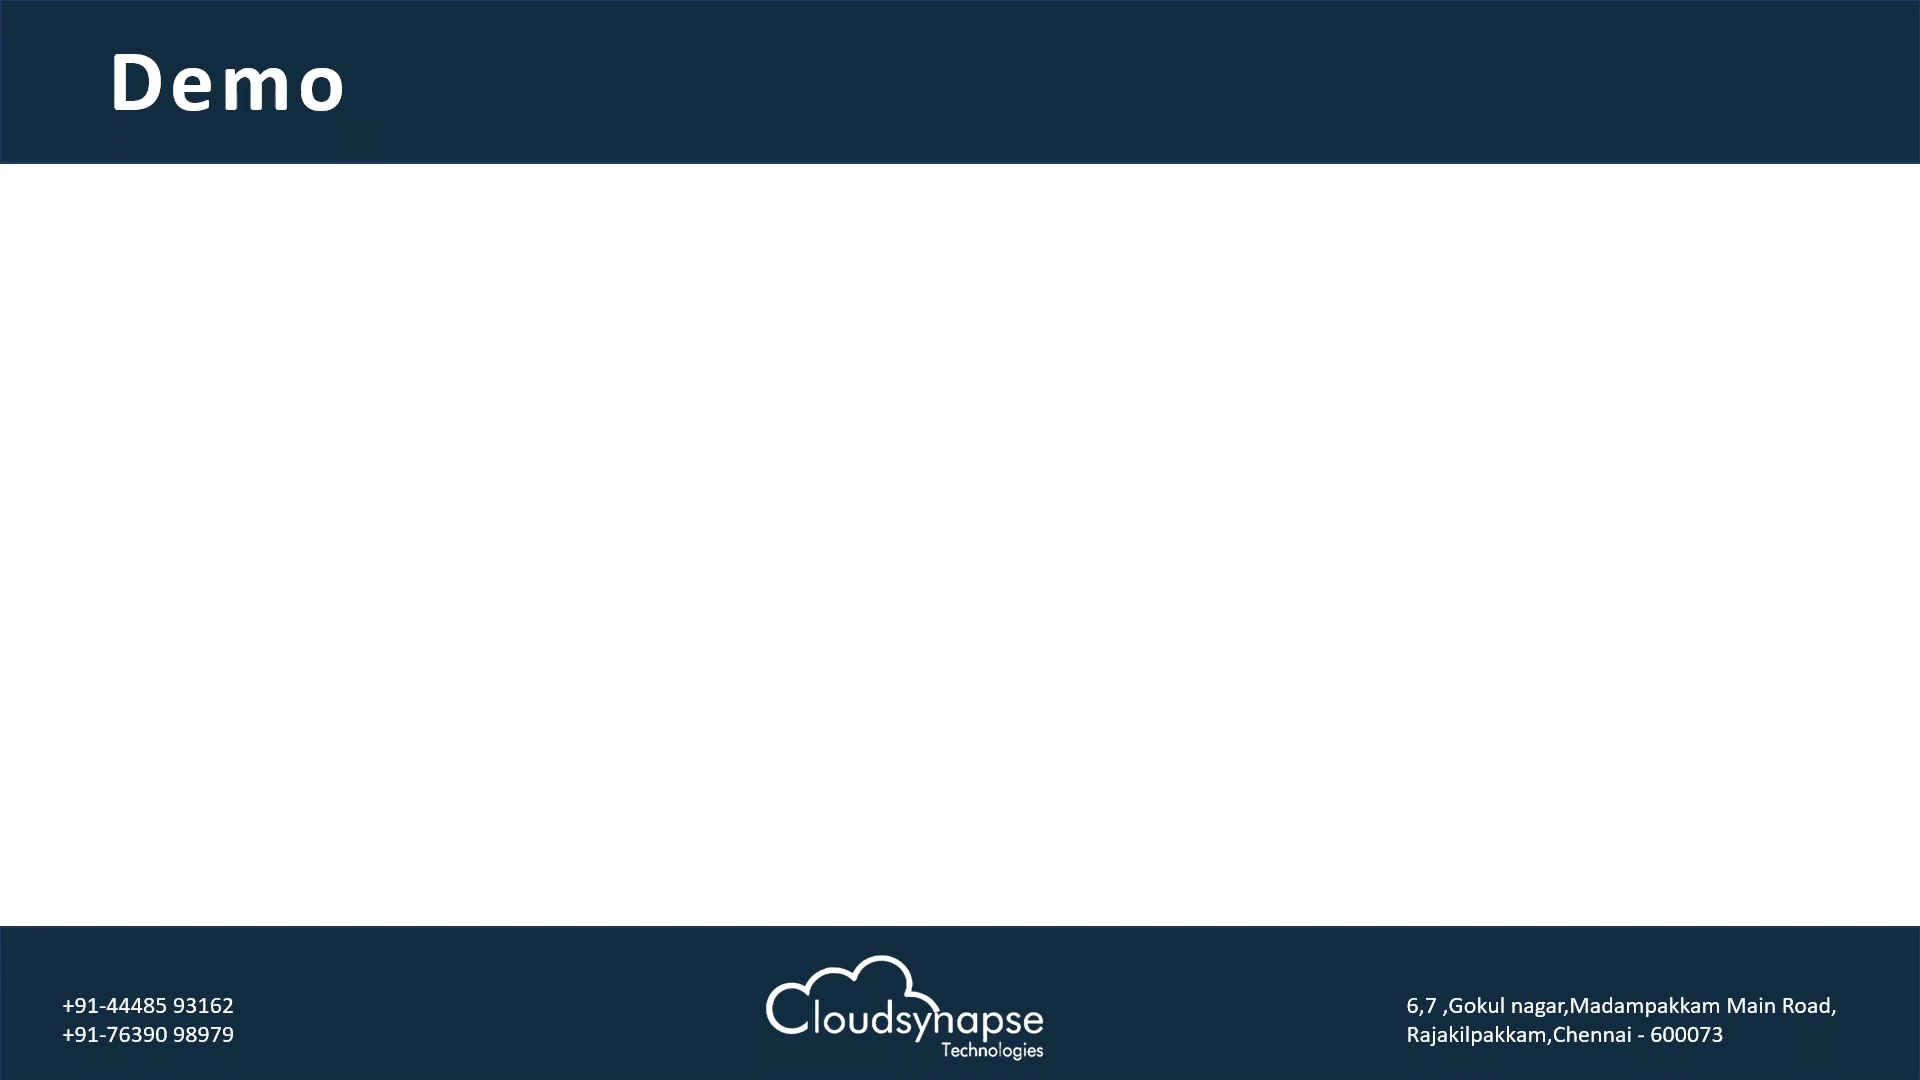 Demo
+91-44485 93162
+91-76390 98979
Cloudsynapse
Technologies
6,7 ,Gokul nagar,Madampakkam Main Road,
Rajakilpakkam,Chennai - 600073